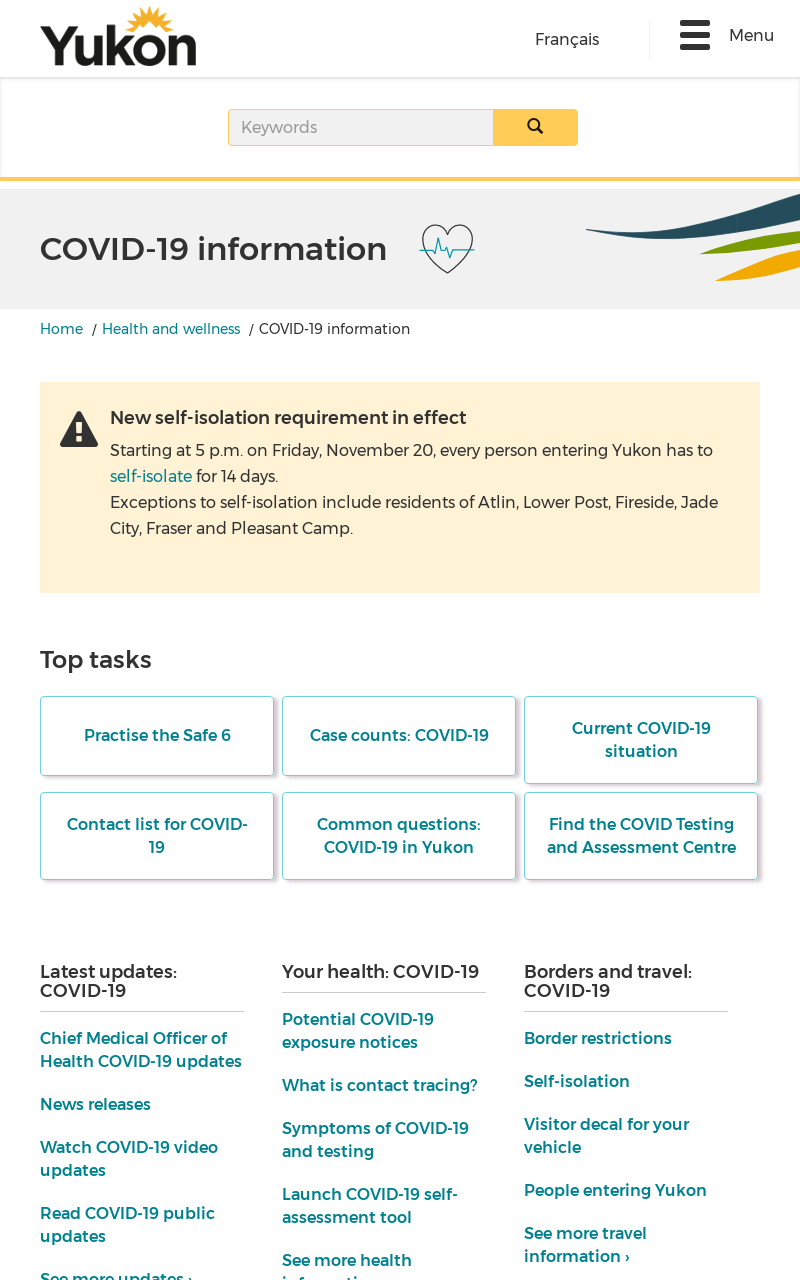 Yukon
Français
Menu
Keywords
COVID-19 information
Home / Health and wellness / COVID-19 information
New self-isolation requirement in effect
Starting at 5 p.m. on Friday, November 20, every person entering Yukon has to
self-isolate for 14 days.
Exceptions to self-isolation include residents of Atlin, Lower Post, Fireside, Jade
City, Fraser and Pleasant Camp.
Top tasks
Practise the Safe 6
Case counts: COVID-19
Current COVID-19
situation
Contact list for COVID-
19
Common questions:
COVID-19 in Yukon
Find the COVID Testing
and Assessment Centre
Latest updates:
COVID-19
Chief Medical Officer of
Health COVID-19 updates
News releases
Watch COVID-19 video
updates
Read COVID-19 public
updates
See more updates ›
Your health: COVID-19
Potential COVID-19
exposure notices
What is contact tracing?
Symptoms of COVID-19
and testing
Launch COVID-19 self-
assessment tool
See more health
Borders and travel:
COVID-19
Border restrictions
Self-isolation
Visitor decal for your
vehicle
People entering Yukon
See more travel
information ›